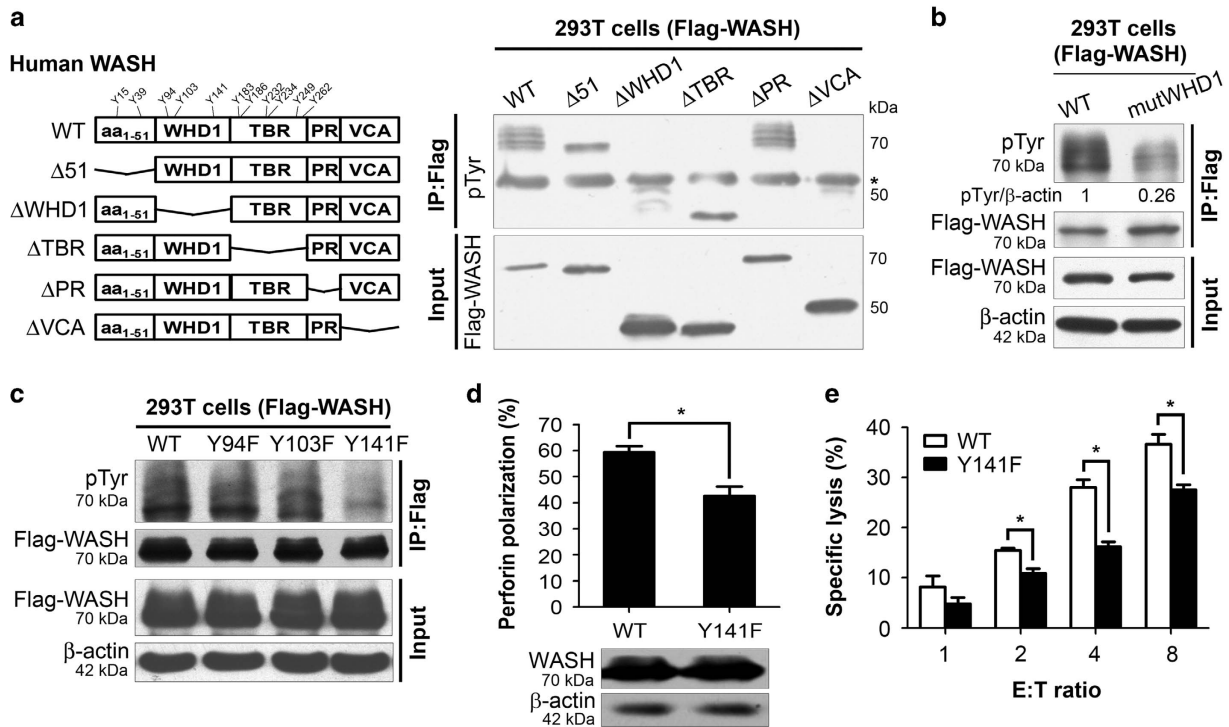 a
Human WASH
Y15 Y39 Y94 Y103 Y141 Y183 Y186 Y232 Y234 Y249 Y262
WT aa1-51 WHD1 TBR PR VCA
Δ51 WHD1 TBR PR VCA
ΔWHD1 aa1-51 TBR PR VCA
ΔTBR aa1-51 WHD1 PR VCA
ΔPR aa1-51 WHD1 TBR VCA
ΔVCA aa1-51 WHD1 TBR PR
293T cells (Flag-WASH)
WT Δ51 ΔWHD1 ΔTBR ΔPR ΔVCA
kDa
IP:Flag
pTyr
70
*
50
Input
Flag-WASH
70
50
b
293T cells
(Flag-WASH)
WT mutWHD1
pTyr
70 kDa
pTyr/β-actin 1 0.26
Flag-WASH
70 kDa
IP:Flag
Flag-WASH
70 kDa
β-actin
42 kDa
Input
c
293T cells (Flag-WASH)
WT Y94F Y103F Y141F
pTyr
70 kDa
Flag-WASH
70 kDa
IP:Flag
Flag-WASH
70 kDa
β-actin
42 kDa
Input
d
Perforin polarization (%)
70
60
50
40
30
20
10
0
*
WT Y141F
WASH
70 kDa
β-actin
42 kDa
e
Specific lysis (%)
40
30
20
10
0
WT
Y141F
*
*
*
1 2 4 8
E:T ratio